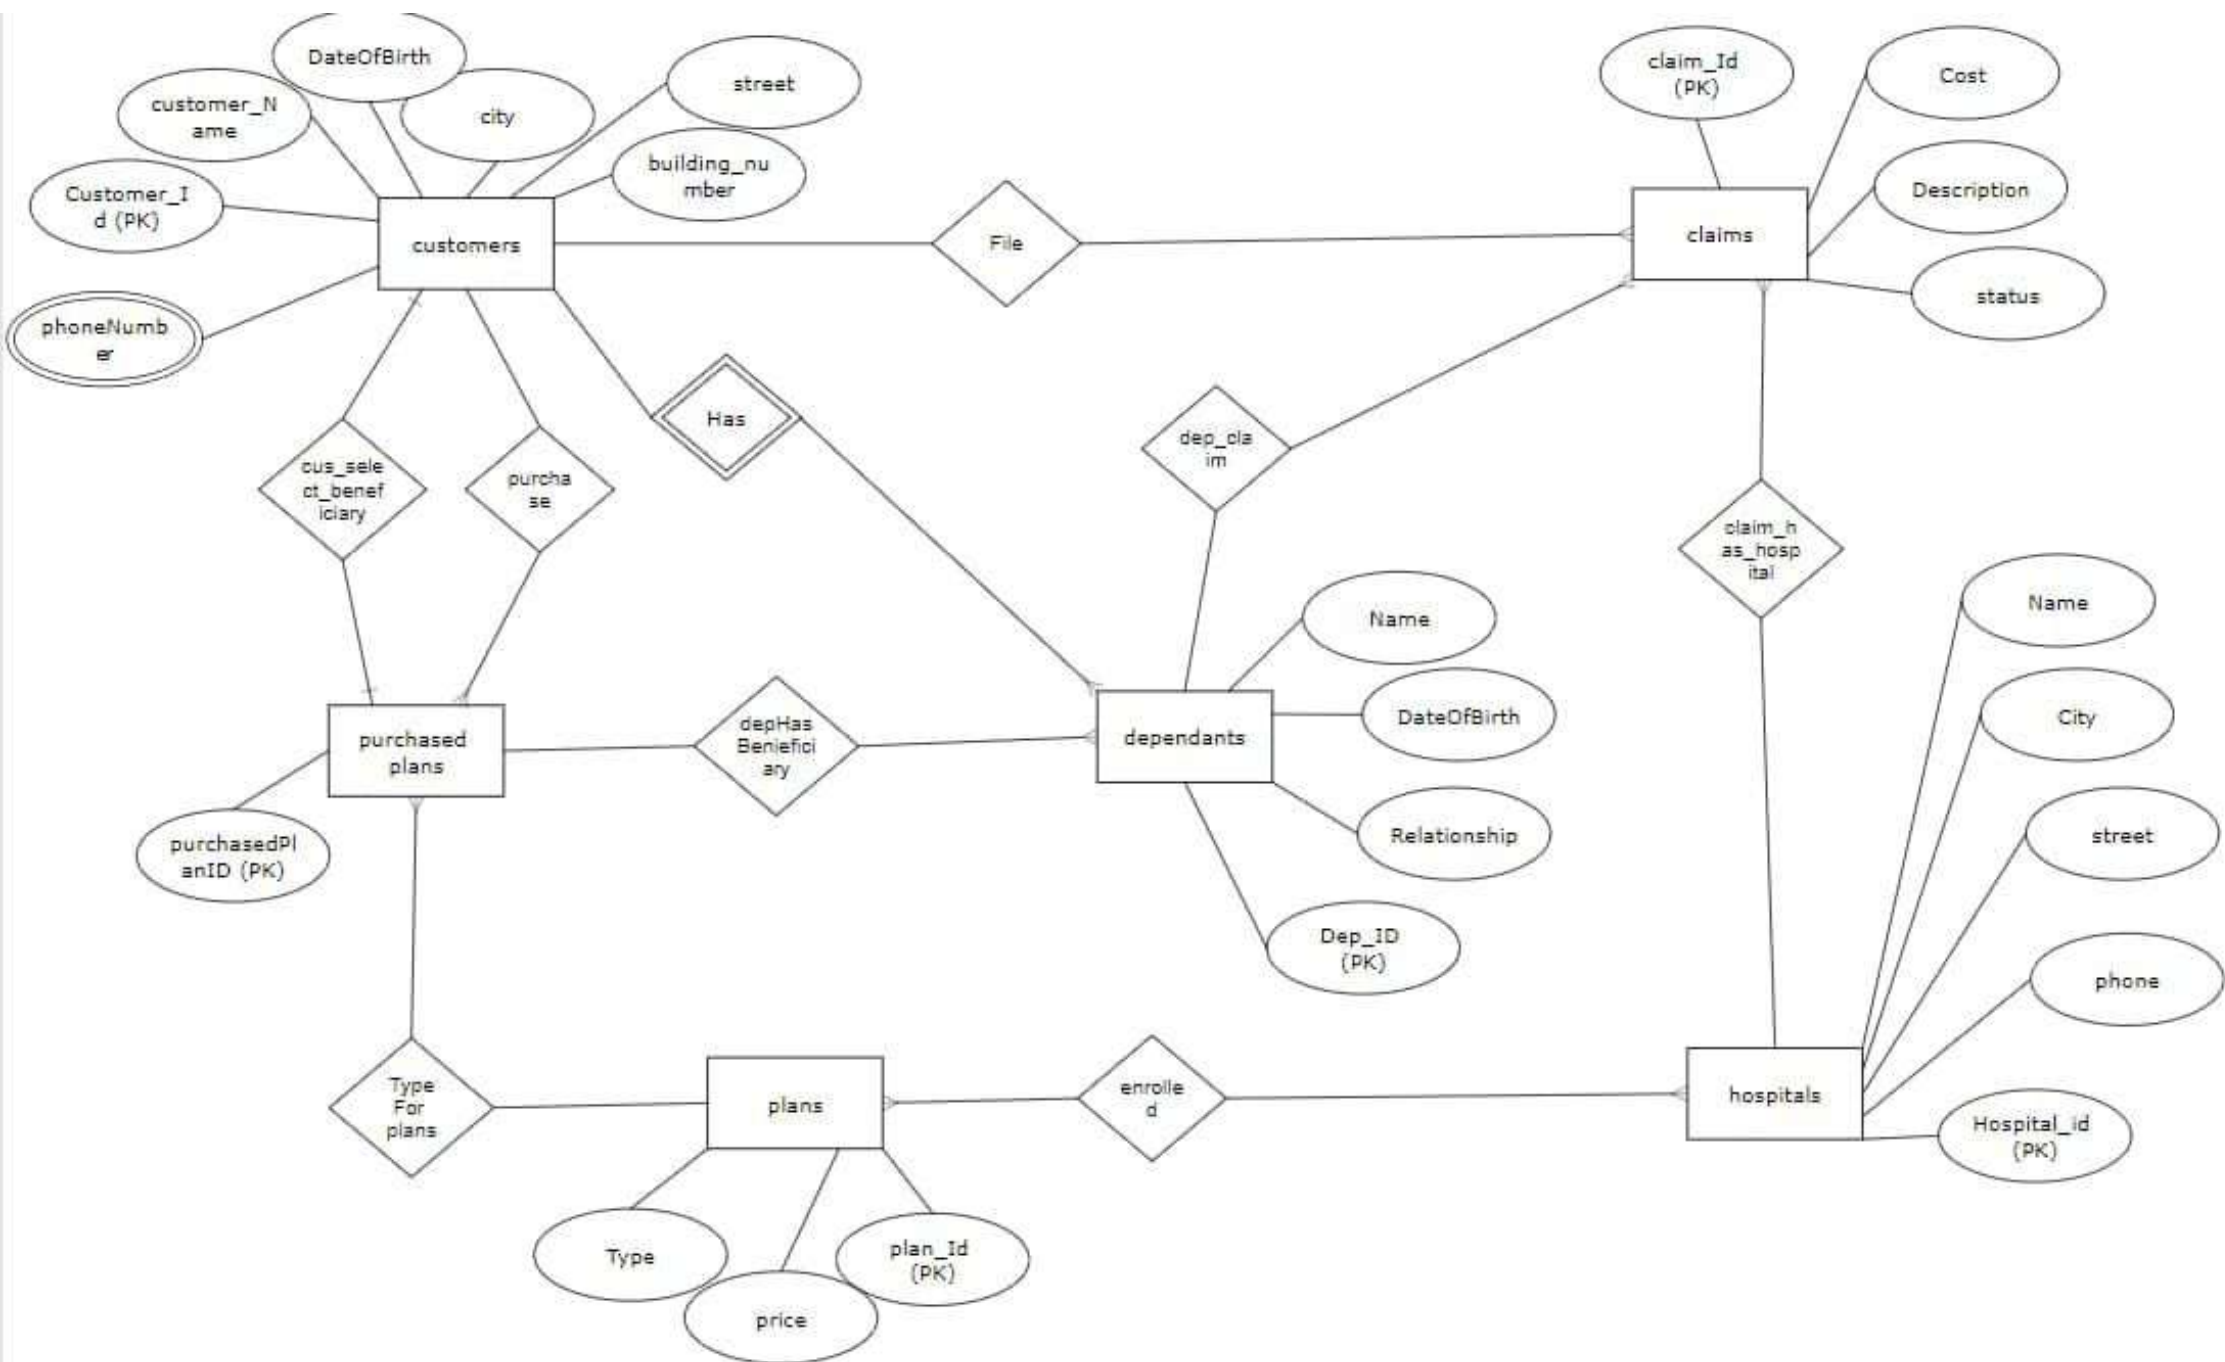 DateOfBirth
customer_N
ame
city
street
building_nu
mber
Customer_I
d (PK)
customers
phoneNumb
er
File
claim_Id
(PK)
Cost
Description
claims
status
Has
cus_sele
ct_benef
iciary
purcha
se
dep_cla
im
claim_h
as_hosp
ital
Name
DateOfBirth
Relationship
Dep_ID
(PK)
dependants
depHas
Beniefici
ary
purchased
plans
purchasedPl
anID (PK)
Name
City
street
phone
Hospital_id
(PK)
hospitals
enrolle
d
plans
Type
For
plans
Type
price
plan_Id
(PK)